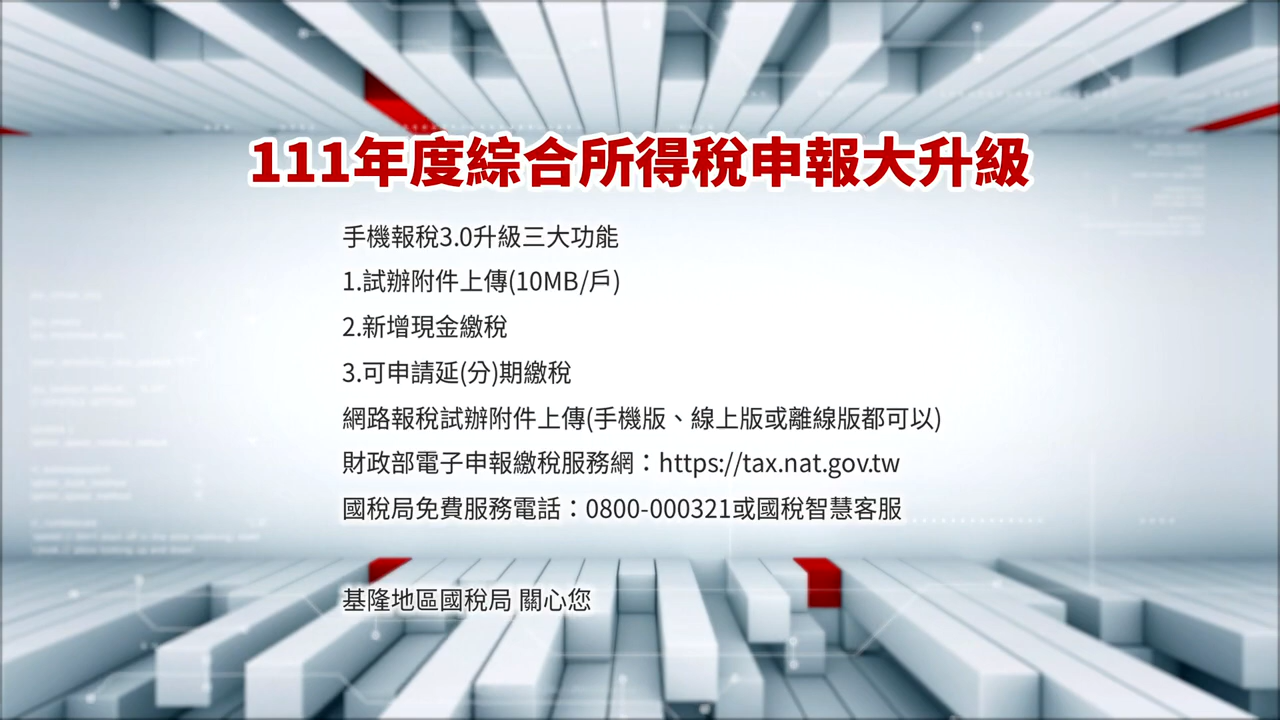 111年度綜合所得稅申報大升級
手機報稅3.0升級三大功能
1.試辦附件上傳(10MB/戶)
2.新增現金繳稅
3.可申請延(分)期繳稅
網路報稅試辦附件上傳(手機版、線上版或離線版都可以)
財政部電子申報繳稅服務網：https://tax.nat.gov.tw
國稅局免費服務電話：0800-000321或國稅智慧客服
基隆地區國稅局 關心您